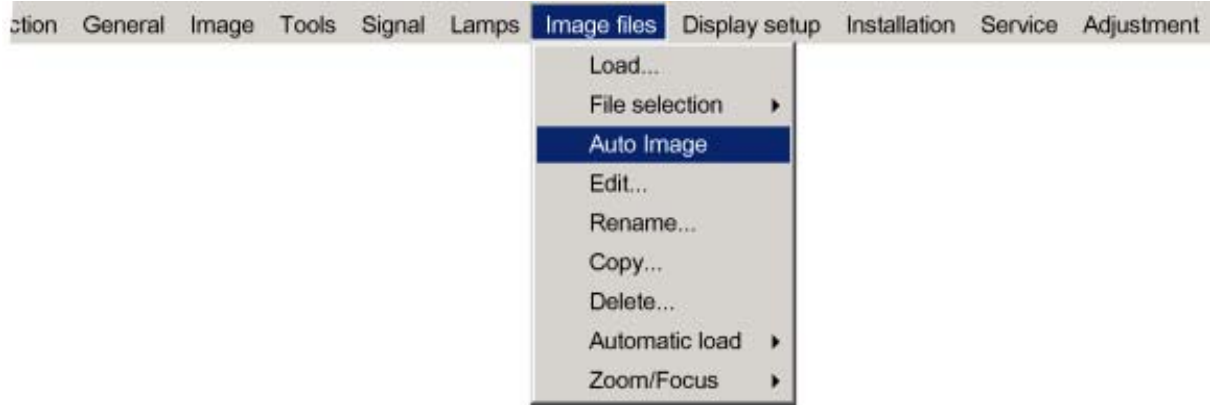 ction General Image Tools Signal Lamps Image files Display setup Installation Service Adjustment
Load...
File selection
Auto Image
Edit...
Rename...
Copy...
Delete...
Automatic load
Zoom/Focus